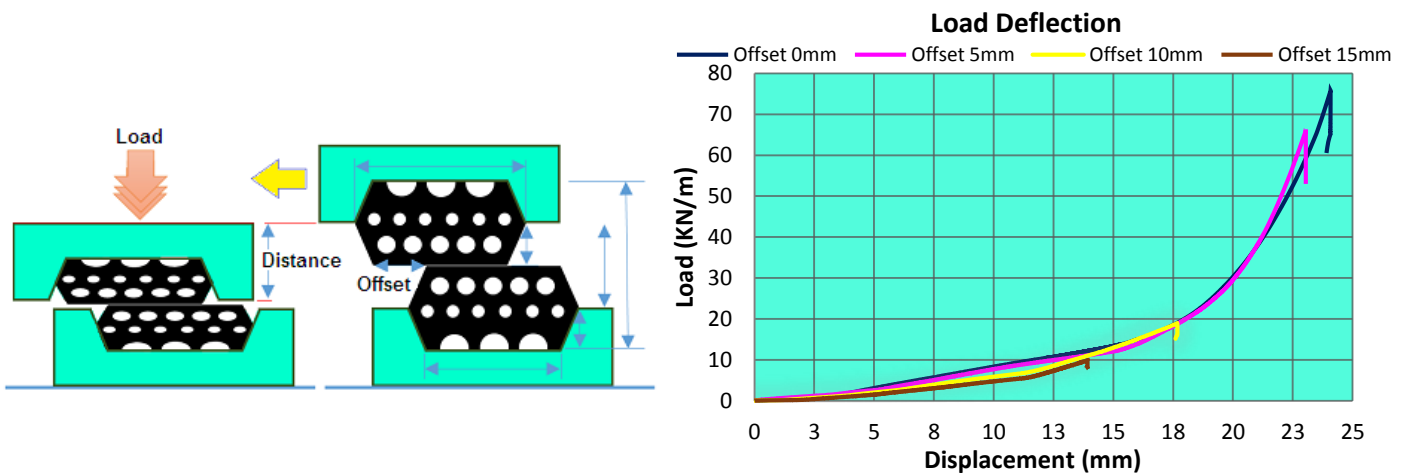 Load
Distance
Offset
Load Deflection
Offset 0mm Offset 5mm Offset 10mm Offset 15mm
Load (KN/m)
80
70
60
50
40
30
20
10
0
0 3 5 8 10 13 15 18 20 23 25
Displacement (mm)